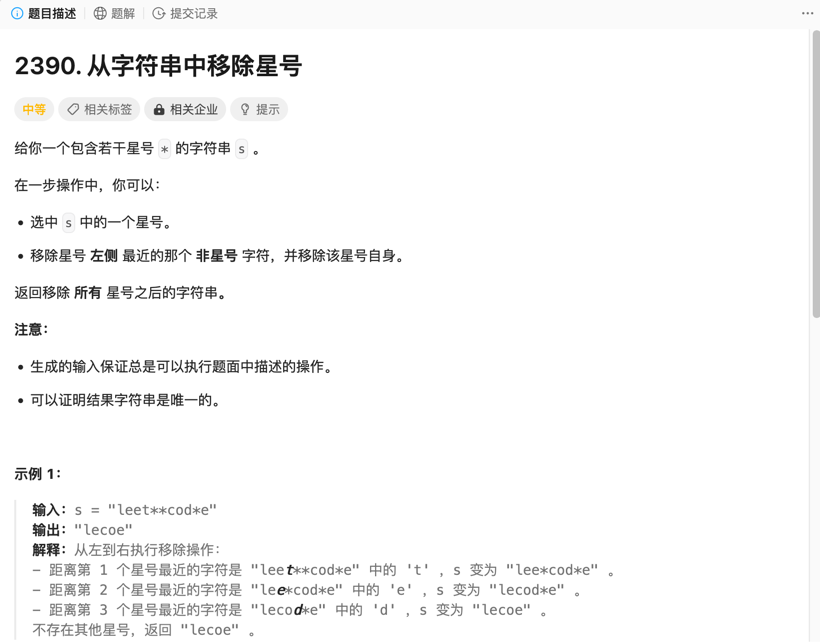 题目描述 题解 提交记录
2390. 从字符串中移除星号
中等 相关标签 相关企业 提示
给你一个包含若干星号 * 的字符串 s 。
在一步操作中，你可以：
• 选中 s 中的一个星号。
• 移除星号 左侧 最近的那个 非星号 字符，并移除该星号自身。
返回移除 所有 星号之后的字符串。
注意：
• 生成的输入保证总是可以执行题面中描述的操作。
• 可以证明结果字符串是唯一的。
示例 1：
输入：s = "leet**cod*e"
输出："lecoe"
解释：从左到右执行移除操作：
- 距离第 1 个星号最近的字符是 "leet**cod*e" 中的 't' ，s 变为 "lee*cod*e" 。
- 距离第 2 个星号最近的字符是 "lee*cod*e" 中的 'e' ，s 变为 "lecod*e" 。
- 距离第 3 个星号最近的字符是 "lecod*e" 中的 'd' ，s 变为 "lecoe" 。
不存在其他星号，返回 "lecoe" 。